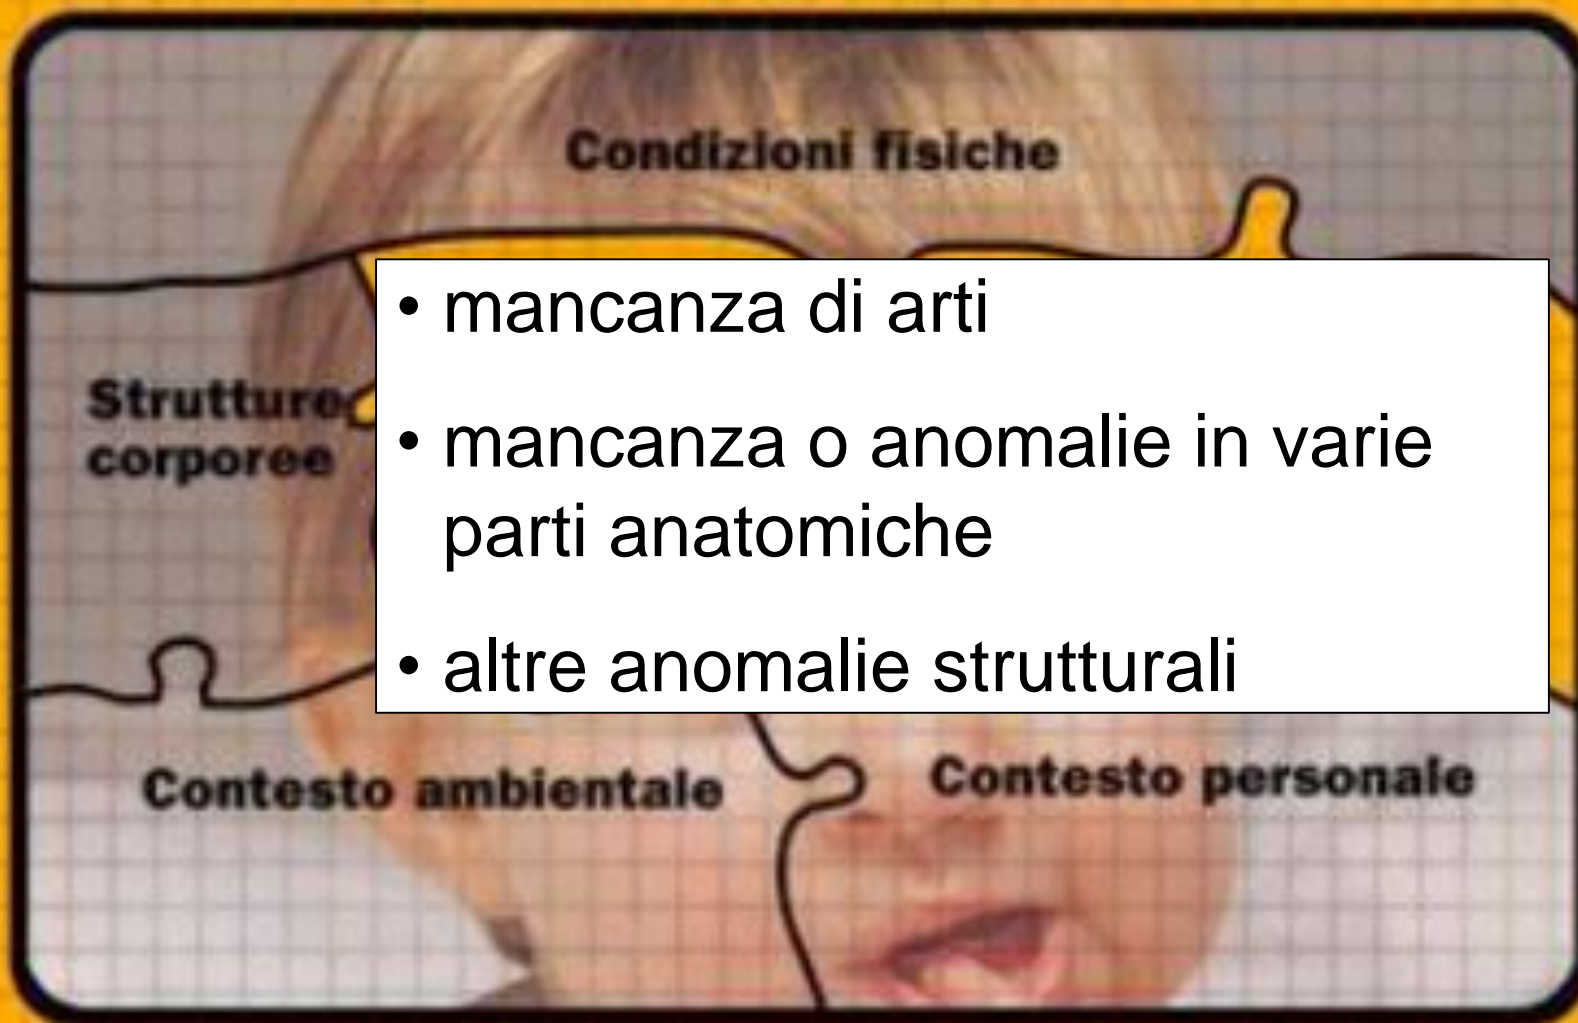 Condizioni fisiche
• mancanza di arti
Strutture
corporee
• mancanza o anomalie in varie
parti anatomiche
• altre anomalie strutturali
Contesto ambientale
Contesto personale